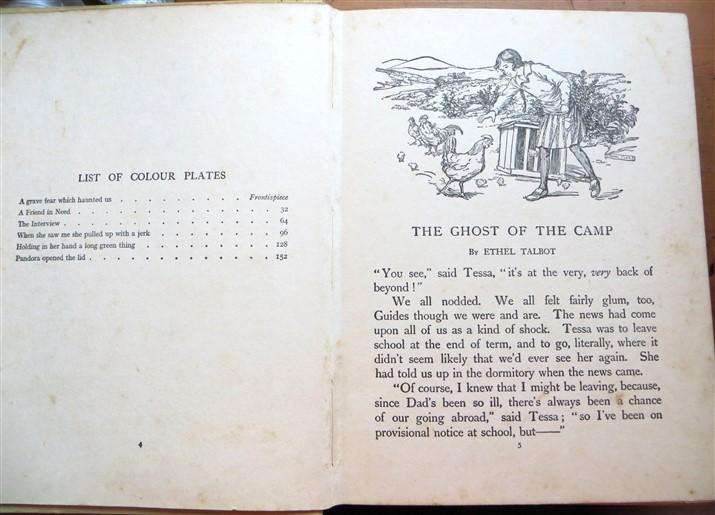 LIST OF COLOUR PLATES
A grave fear which haunted us . . . . . . . Frontispiece
A Friend in Need . . . . . . . . . . . . 32
The Interview . . . . . . . . . . . . . 64
When she saw me she pulled up with a jerk . . . . . . 96
Holding in her hand a long green thing . . . . . . . 128
Pandora opened the lid . . . . . . . . . . . 152
4
THE GHOST OF THE CAMP
By ETHEL TALBOT
"You see," said Tessa, "it's at the very, very back of
beyond!"
We all nodded. We all felt fairly glum, too,
Guides though we were and are. The news had come
upon all of us as a kind of shock. Tessa was to leave
school at the end of term, and to go, literally, where it
didn't seem likely that we'd ever see her again. She
had told us up in the dormitory when the news came.
"Of course, I knew that I might be leaving, because,
since Dad's been so ill, there's always been a chance
of our going abroad," said Tessa; "so I've been on
provisional notice at school, but——"
5